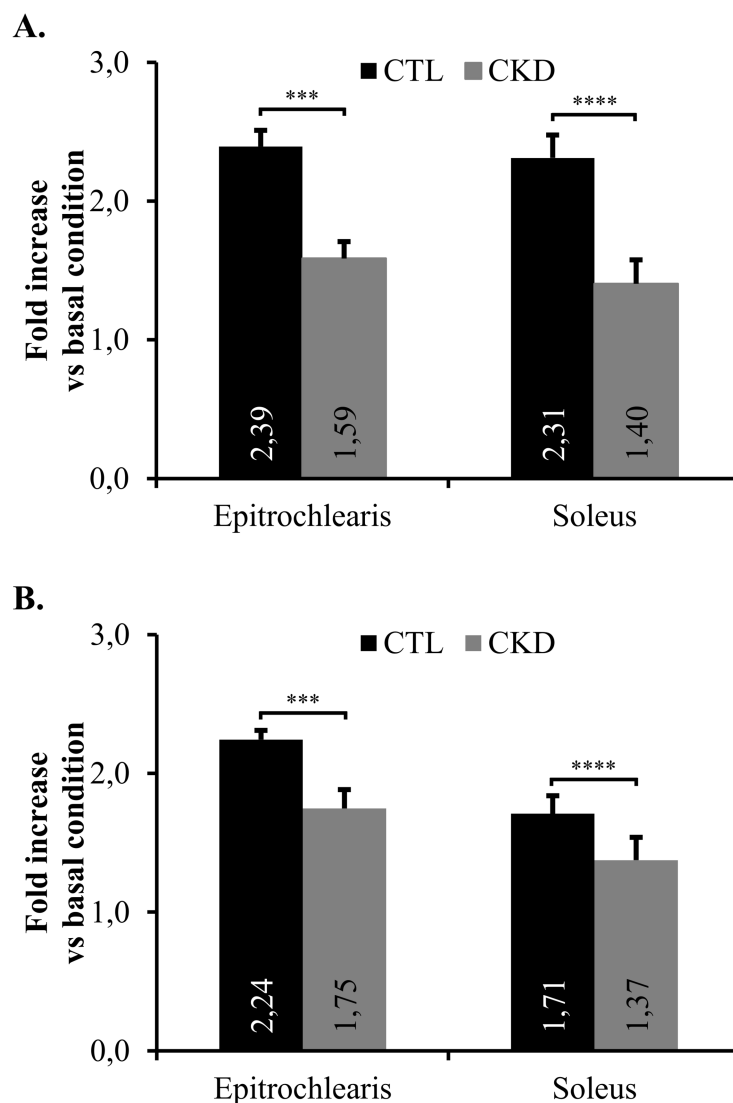 A.
3,0
CTL CKD
*** ****
2,0
Fold increase
vs basal condition
1,0
2,39 1,59 2,31 1,40
0,0
Epitrochlearis Soleus
B.
3,0
CTL CKD
*** ****
2,0
Fold increase
vs basal condition
1,0
2,24 1,75 1,71 1,37
0,0
Epitrochlearis Soleus